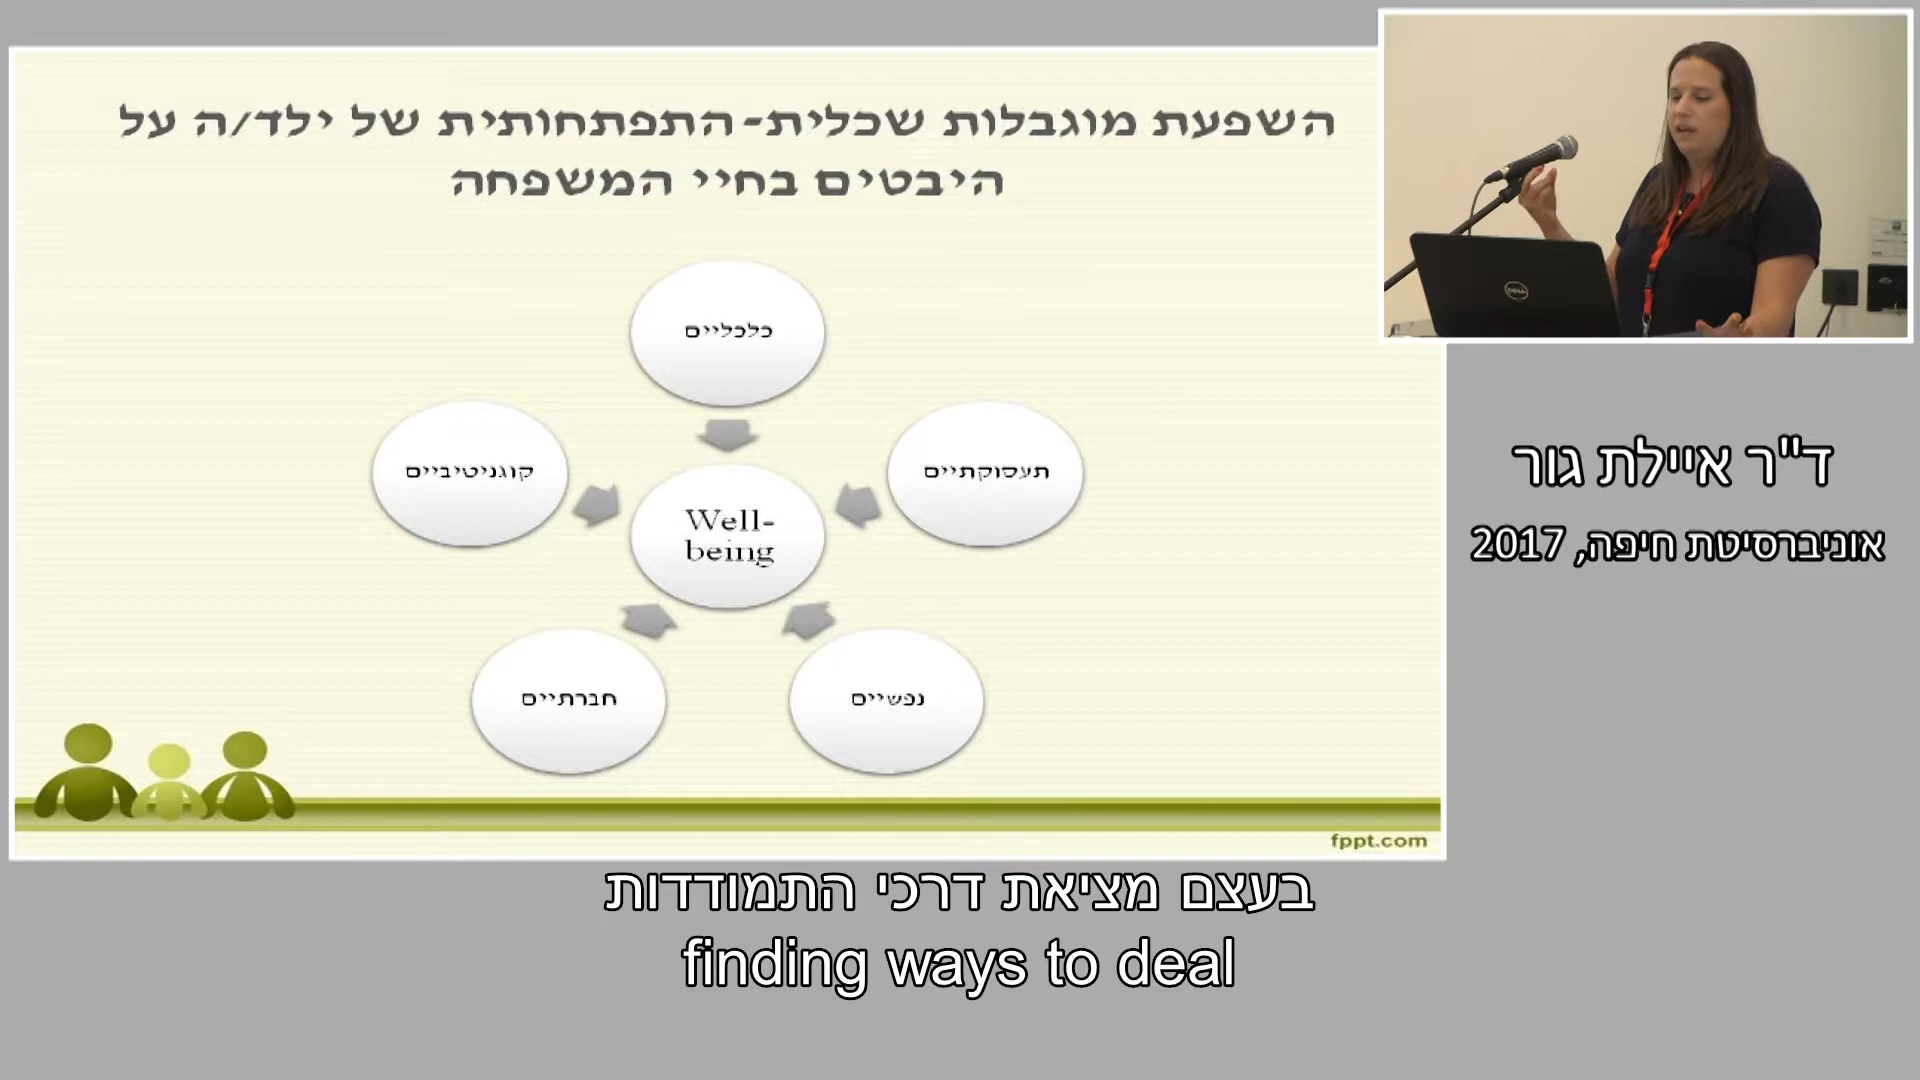 השפעת מוגבלות שכלית-התפתחותית של ילד/ה על
היבטים בחיי המשפחה
כלכליים
קוגניטיביים
תעסוקתיים
Well-
being
חברתיים
נפשיים
fppt.com
DELL
ד"ר איילת גור
אוניברסיטת חיפה, 2017
בעצם מציאת דרכי התמודדות
finding ways to deal